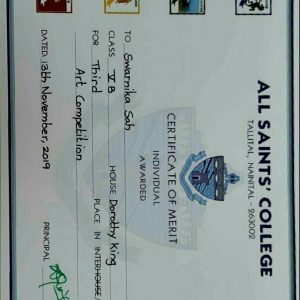 ALL SAINTS' COLLEGE
TALLITAL, NAINITAL - 263002
CERTIFICATE OF MERIT
INDIVIDUAL
AWARDED
TO Swarnika Sah
CLASS V B HOUSE Dorothy King
FOR Third PLACE IN INTERHOUSE
Art Competition
DATED: 13th November, 2019 PRINCIPAL